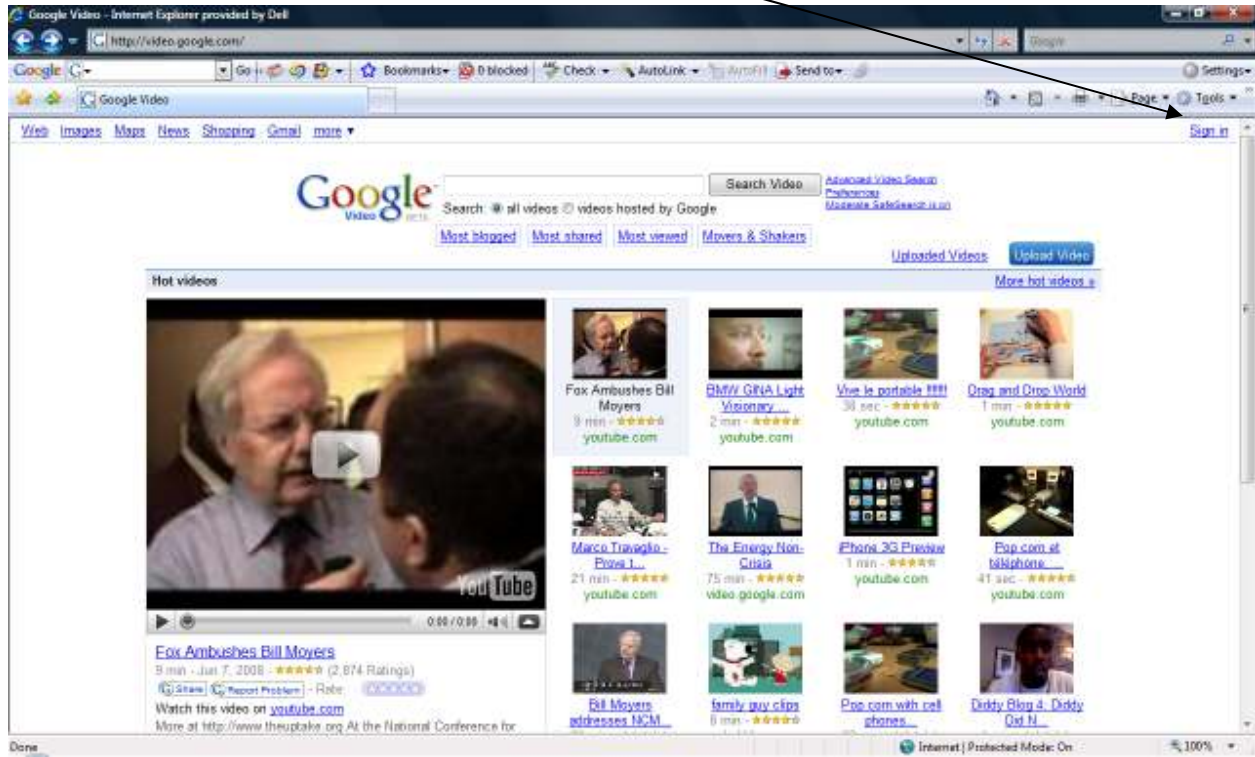 Google Video - Internet Explorer provided by Dell
http://video.google.com/
Google
Google G Go Bookmarks 0 blocked Check AutoLink AutoFill Send to Settings
Google Video Page Tools
Web Images Maps News Shopping Gmail more Sign in
Google Video BETA
Search Video
Advanced Video Search
Preferences
Moderate SafeSearch is on
Search: all videos videos hosted by Google
Most blogged Most shared Most viewed Movers & Shakers
Uploaded Videos Upload Video
Hot videos More hot videos »
You Tube
0:00 / 0:00
Fox Ambushes Bill Moyers
9 min - Jun 7, 2008 - (2,874 Ratings)
Share Report Problem - Rate:
Watch this video on youtube.com
More at http://www.theuptake.org At the National Conference for
Fox Ambushes Bill
Moyers
9 min -
youtube.com
BMW GINA Light
Visionary ...
2 min -
youtube.com
Vive le portable !!!!!
38 sec -
youtube.com
Drag and Drop World
1 min -
youtube.com
Marco Travaglio -
Prova t...
21 min -
youtube.com
The Energy Non-
Crisis
75 min -
video.google.com
iPhone 3G Preview
1 min -
youtube.com
Pop corn et
téléphone, ...
41 sec -
youtube.com
Bill Moyers
addresses NCM...
family guy clips
8 min -
Pop corn with cell
phones...
Diddy Blog 4: Diddy
Did N...
Done Internet | Protected Mode: On 100%